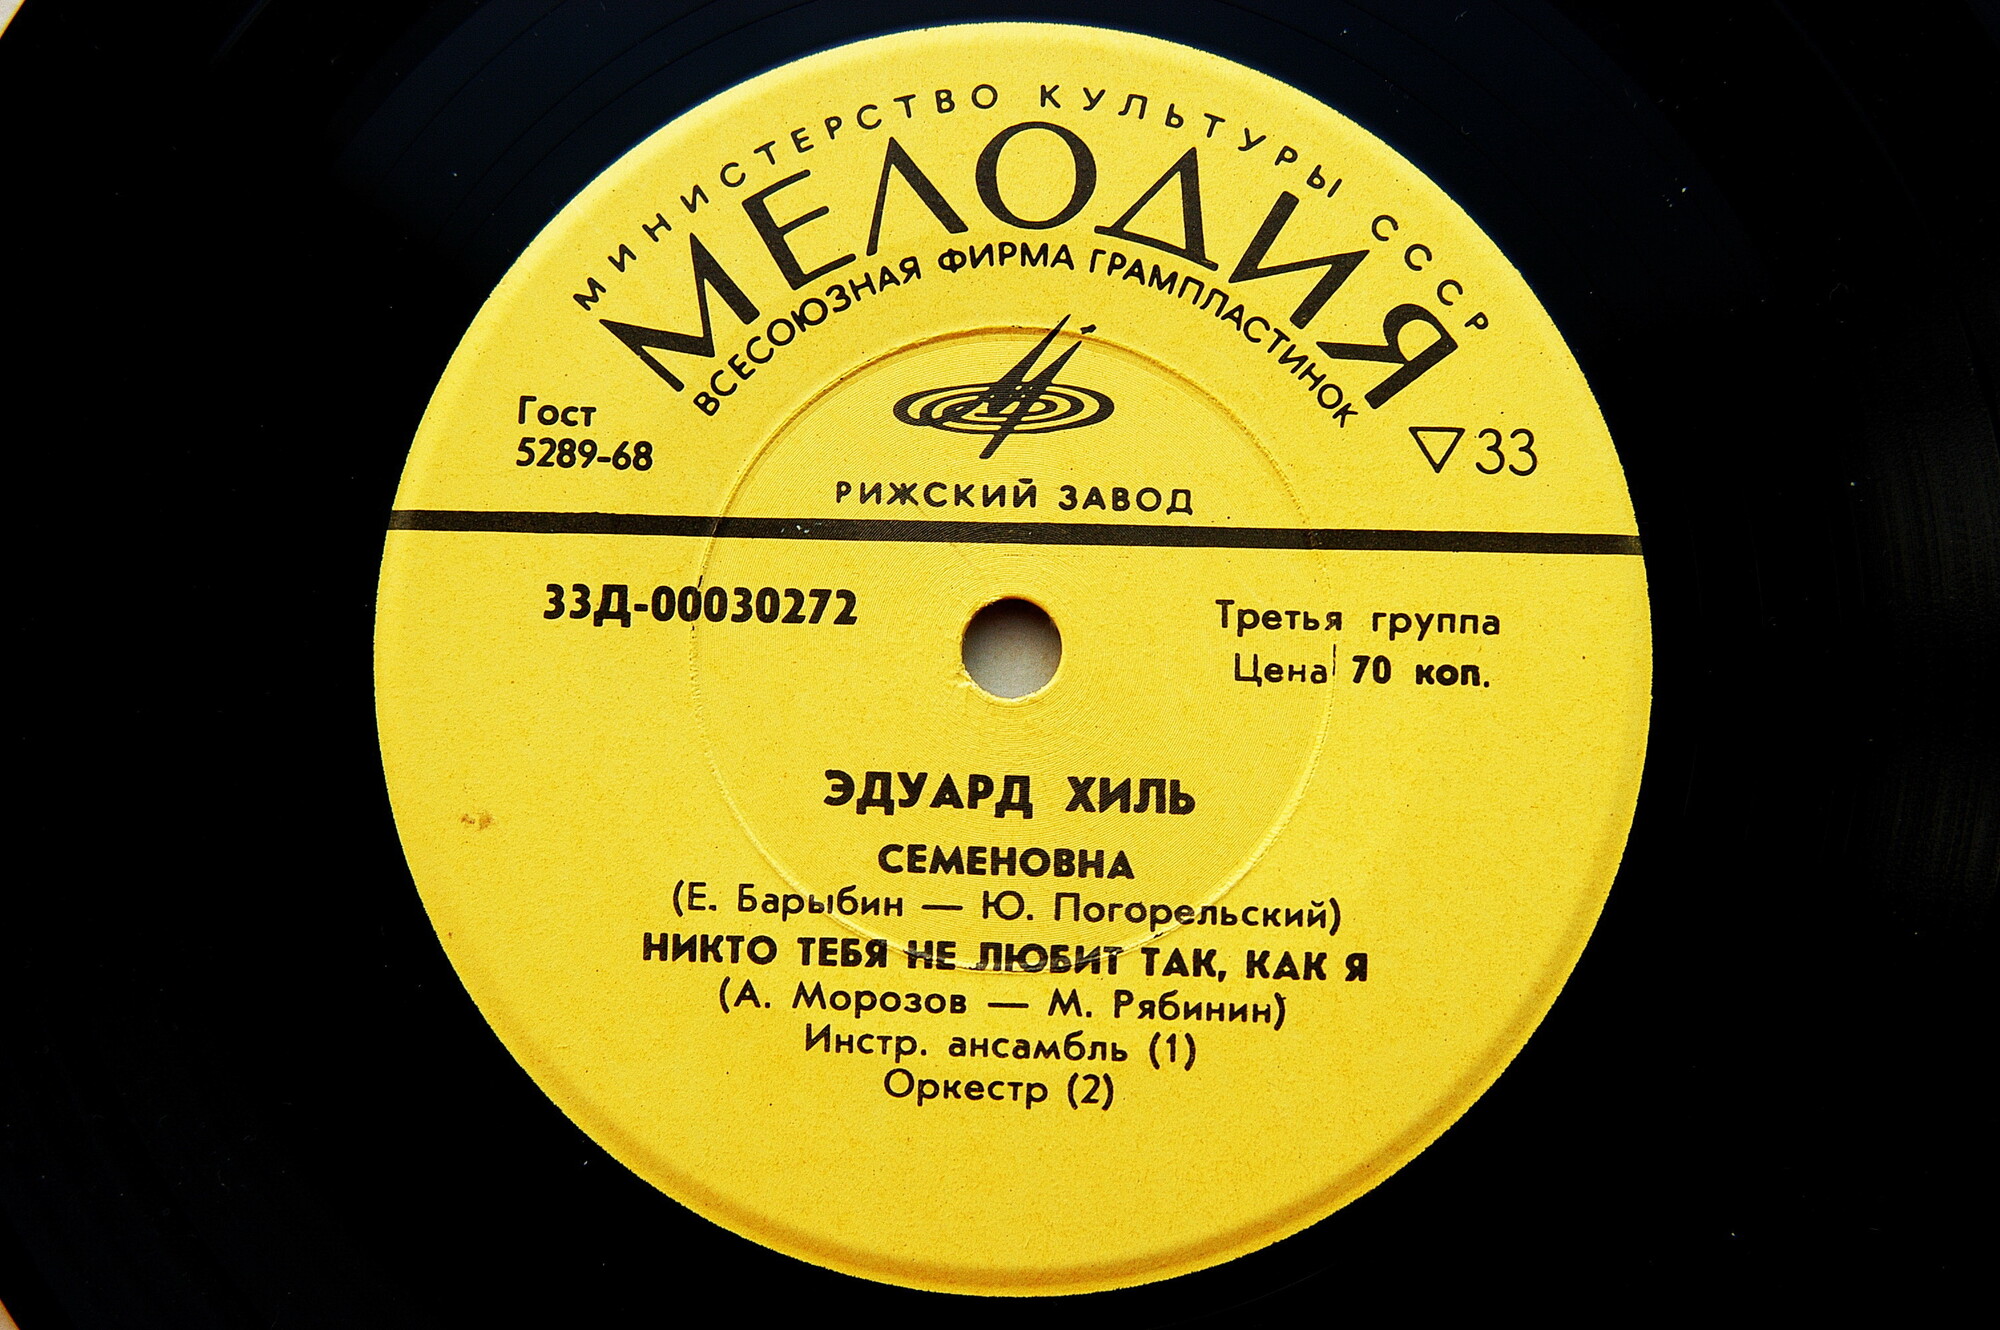 МИНИСТЕРСТВО КУЛЬТУРЫ СССР
МЕЛОДИЯ
ВСЕСОЮЗНАЯ ФИРМА ГРАМПЛАСТИНОК
Гост
5289-68
▽33
РИЖСКИЙ ЗАВОД
33Д-00030272
Третья группа
Цена 70 коп.
ЭДУАРД ХИЛЬ
СЕМЕНОВНА
(Е. Барыбин — Ю. Погорельский)
НИКТО ТЕБЯ НЕ ЛЮБИТ ТАК, КАК Я
(А. Морозов — М. Рябинин)
Инстр. ансамбль (1)
Оркестр (2)